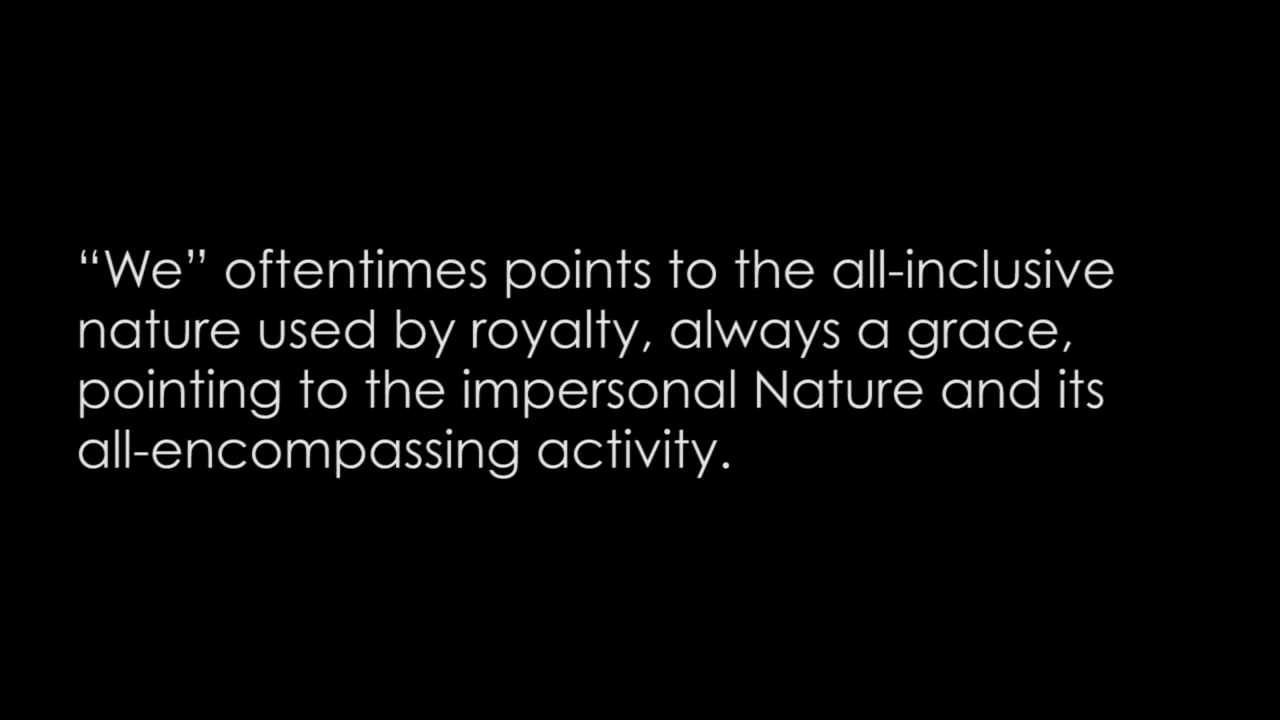 “We” oftentimes points to the all-inclusive
nature used by royalty, always a grace,
pointing to the impersonal Nature and its
all-encompassing activity.